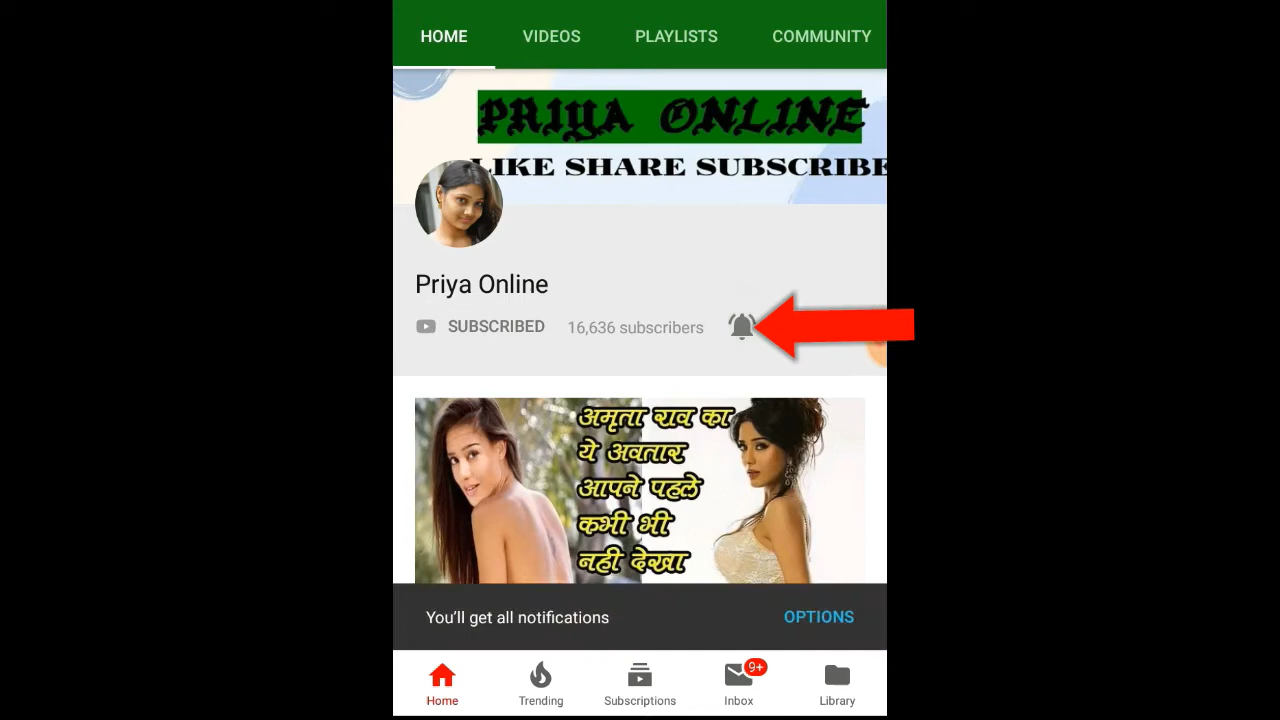 HOME VIDEOS PLAYLISTS COMMUNITY
PRIYA ONLINE
LIKE SHARE SUBSCRIBE
Priya Online
SUBSCRIBED 16,636 subscribers
अमृता राव का
ये अवतार
आपने पहले
कभी भी
नही देखा
You'll get all notifications OPTIONS
9+
Home Trending Subscriptions Inbox Library